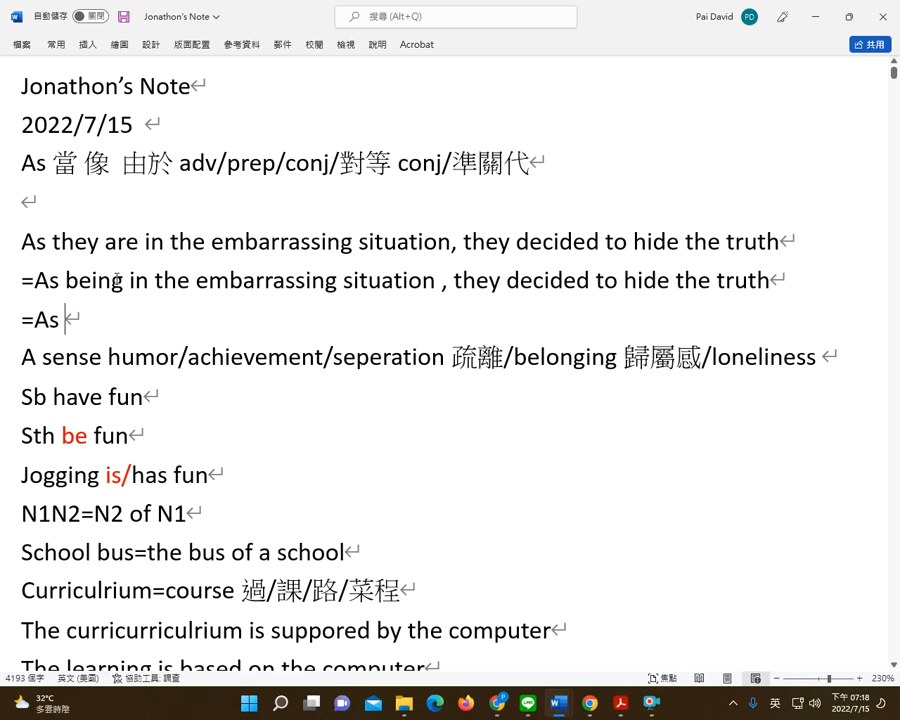 自動儲存 關閉 Jonathon's Note 搜尋 (Alt+Q) Pai David PD
檔案 常用 插入 繪圖 設計 版面配置 參考資料 郵件 校閱 檢視 說明 Acrobat 共用
Jonathon's Note
2022/7/15
As 當 像 由於 adv/prep/conj/對等 conj/準關代
As they are in the embarrassing situation, they decided to hide the truth
=As being in the embarrassing situation , they decided to hide the truth
=As
A sense humor/achievement/seperation 疏離/belonging 歸屬感/loneliness
Sb have fun
Sth be fun
Jogging is/has fun
N1N2=N2 of N1
School bus=the bus of a school
Curriculrium=course 過/課/路/菜程
The curricurriculrium is suppored by the computer
The learning is based on the computer
4193 個字 英文 (美國) 協助工具: 調查 焦點 230%
32°C
多雲時陰
英
下午 07:18
2022/7/15